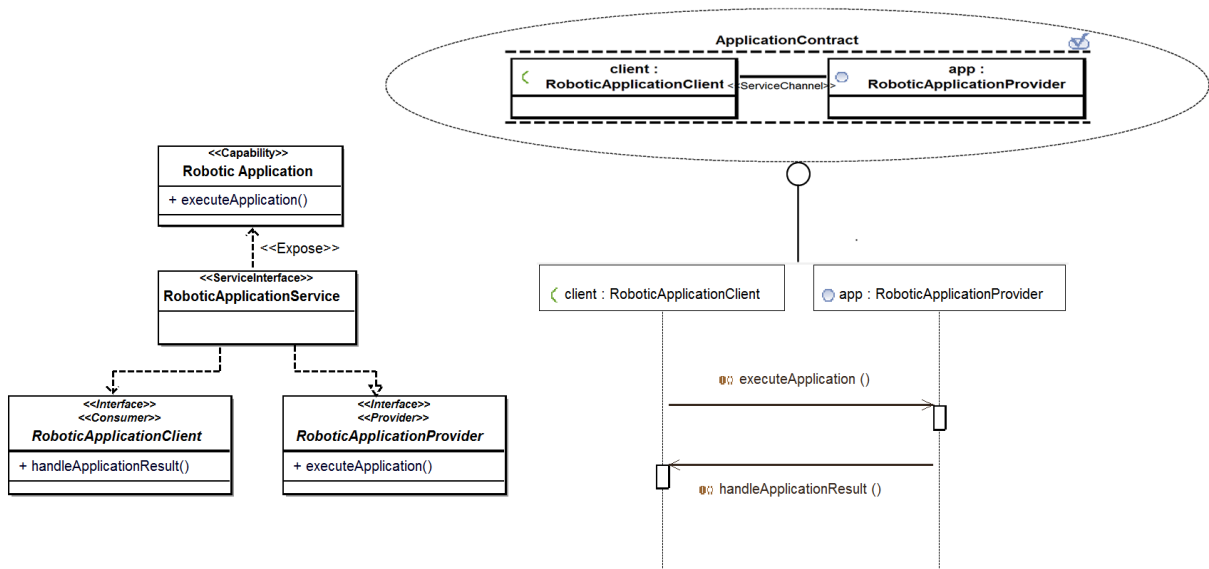 ApplicationContract
client :
RoboticApplicationClient
<<ServiceChannel>>
app :
RoboticApplicationProvider
<<Capability>>
Robotic Application
+ executeApplication()
<<Expose>>
<<ServiceInterface>>
RoboticApplicationService
<<Interface>>
<<Consumer>>
RoboticApplicationClient
+ handleApplicationResult()
<<Interface>>
<<Provider>>
RoboticApplicationProvider
+ executeApplication()
client : RoboticApplicationClient
app : RoboticApplicationProvider
executeApplication ()
handleApplicationResult ()